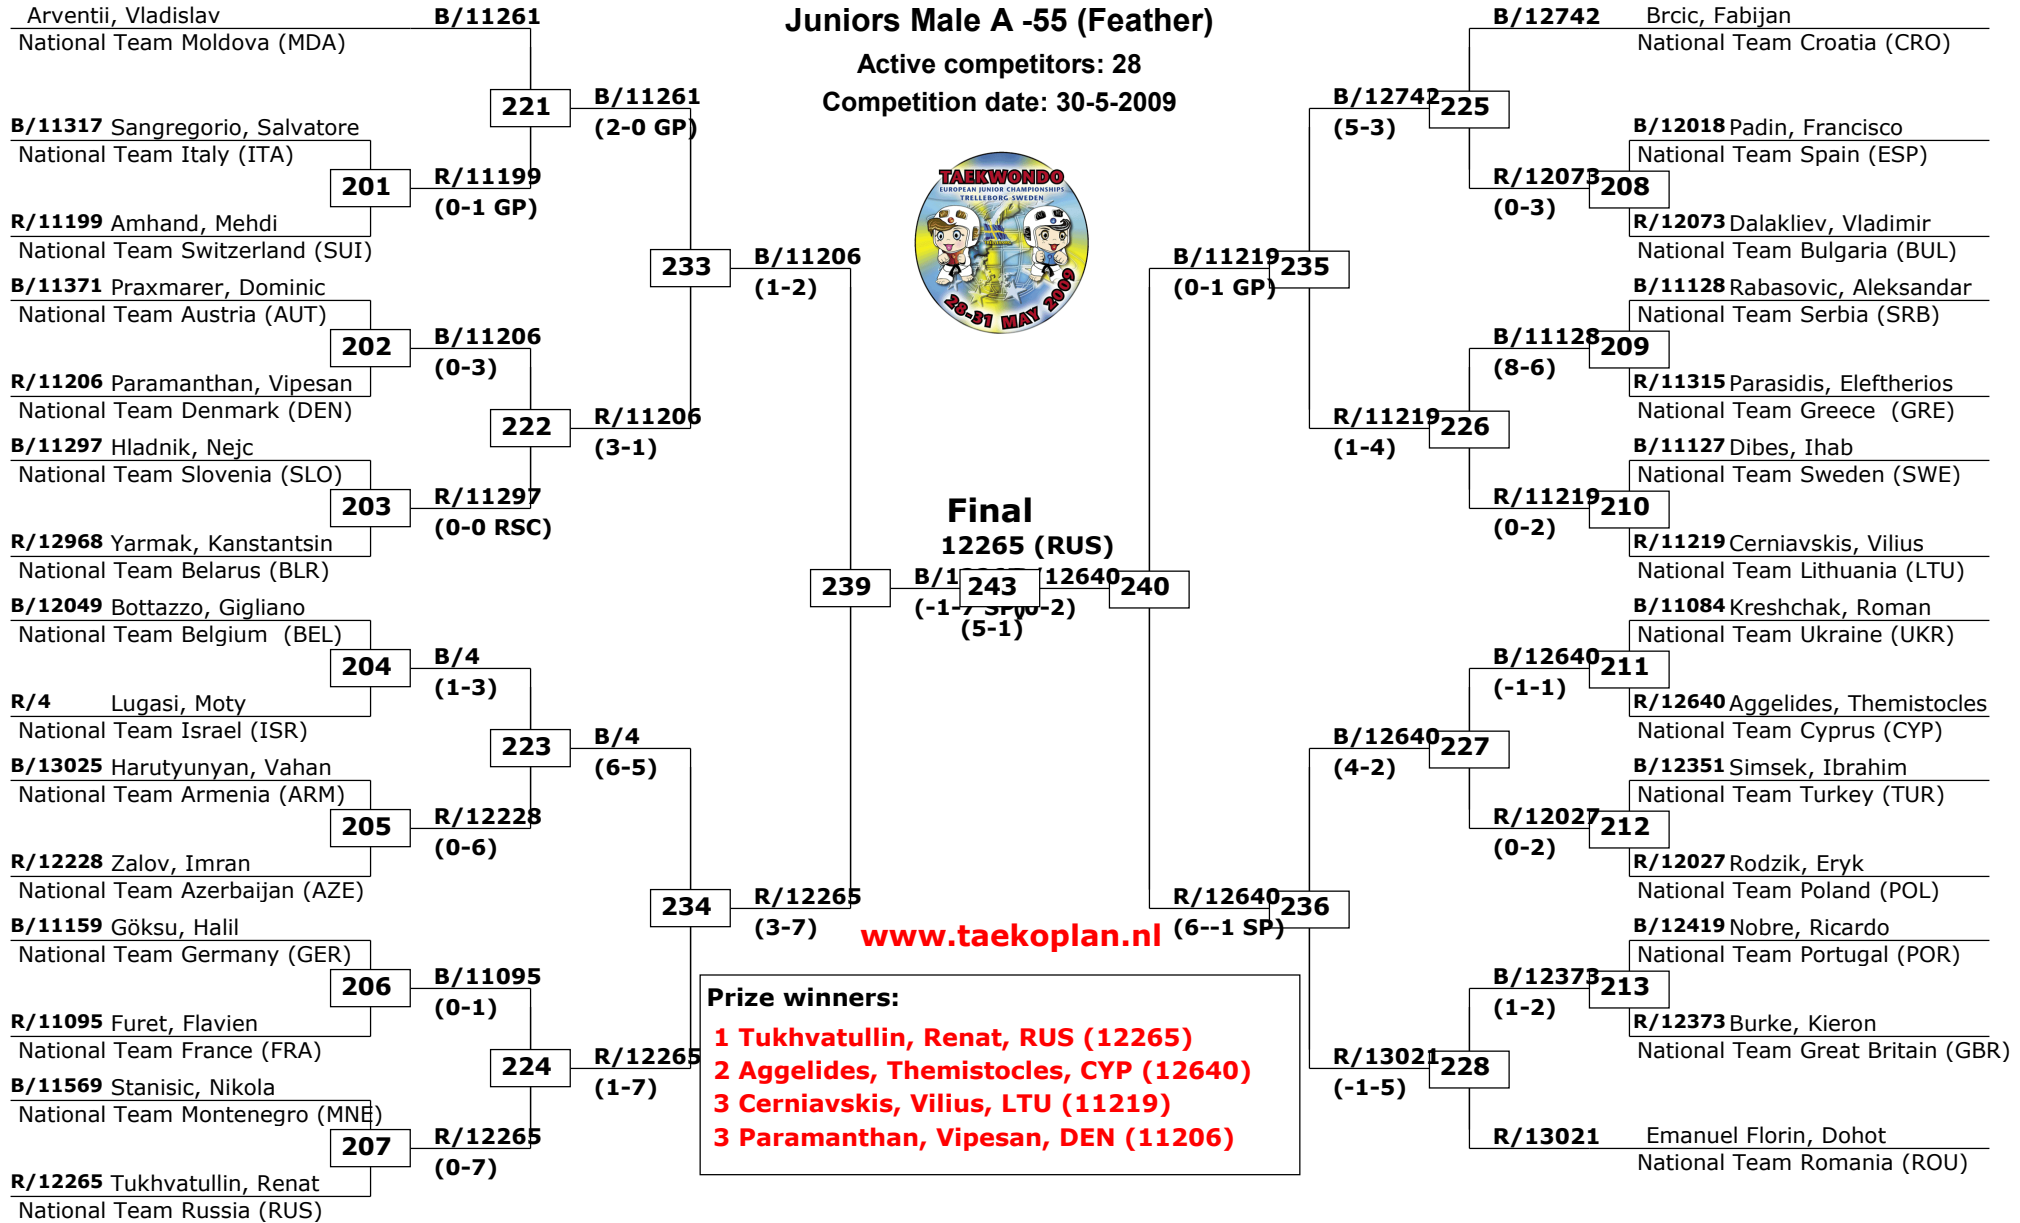 Juniors Male A -55 (Feather)
Active competitors: 28
Competition date: 30-5-2009
TAEKWONDO
EUROPEAN JUNIOR CHAMPIONSHIPS
TRELLEBORG SWEDEN
28-31 MAY 2009
Arventii, Vladislav
B/11261
National Team Moldova (MDA)
221
B/11261
(2-0 GP)
B/11317 Sangregorio, Salvatore
National Team Italy (ITA)
201
R/11199
(0-1 GP)
R/11199 Amhand, Mehdi
National Team Switzerland (SUI)
233
B/11206
(1-2)
B/11371 Praxmarer, Dominic
National Team Austria (AUT)
202
B/11206
(0-3)
R/11206 Paramanthan, Vipesan
National Team Denmark (DEN)
222
R/11206
(3-1)
B/11297 Hladnik, Nejc
National Team Slovenia (SLO)
203
R/11297
(0-0 RSC)
R/12968 Yarmak, Kanstantsin
National Team Belarus (BLR)
239
B/12049 Bottazzo, Gigliano
National Team Belgium (BEL)
204
B/4
(1-3)
R/4 Lugasi, Moty
National Team Israel (ISR)
223
B/4
(6-5)
B/13025 Harutyunyan, Vahan
National Team Armenia (ARM)
205
R/12228
(0-6)
R/12228 Zalov, Imran
National Team Azerbaijan (AZE)
234
R/12265
(3-7)
B/11159 Göksu, Halil
National Team Germany (GER)
206
B/11095
(0-1)
R/11095 Furet, Flavien
National Team France (FRA)
224
R/12265
(1-7)
B/11569 Stanisic, Nikola
National Team Montenegro (MNE)
207
R/12265
(0-7)
R/12265 Tukhvatullin, Renat
National Team Russia (RUS)
Final
12265 (RUS)
243
12640
(-1-7 SP)
(0-2)
(5-1)
B/12742 Brcic, Fabijan
National Team Croatia (CRO)
B/12742
(5-3)
225
B/12018 Padin, Francisco
National Team Spain (ESP)
R/12073
(0-3)
208
R/12073 Dalakliev, Vladimir
National Team Bulgaria (BUL)
B/11219
(0-1 GP)
235
B/11128 Rabasovic, Aleksandar
National Team Serbia (SRB)
B/11128
(8-6)
209
R/11315 Parasidis, Eleftherios
National Team Greece (GRE)
R/11219
(1-4)
226
B/11127 Dibes, Ihab
National Team Sweden (SWE)
R/11219
(0-2)
210
R/11219 Cerniavskis, Vilius
National Team Lithuania (LTU)
240
B/11084 Kreshchak, Roman
National Team Ukraine (UKR)
B/12640
(-1-1)
211
R/12640 Aggelides, Themistocles
National Team Cyprus (CYP)
B/12640
(4-2)
227
B/12351 Simsek, Ibrahim
National Team Turkey (TUR)
R/12027
(0-2)
212
R/12027 Rodzik, Eryk
National Team Poland (POL)
R/12640
(6--1 SP)
236
B/12419 Nobre, Ricardo
National Team Portugal (POR)
B/12373
(1-2)
213
R/12373 Burke, Kieron
National Team Great Britain (GBR)
R/13021
(-1-5)
228
R/13021 Emanuel Florin, Dohot
National Team Romania (ROU)
www.taekoplan.nl
Prize winners:
1 Tukhvatullin, Renat, RUS (12265)
2 Aggelides, Themistocles, CYP (12640)
3 Cerniavskis, Vilius, LTU (11219)
3 Paramanthan, Vipesan, DEN (11206)